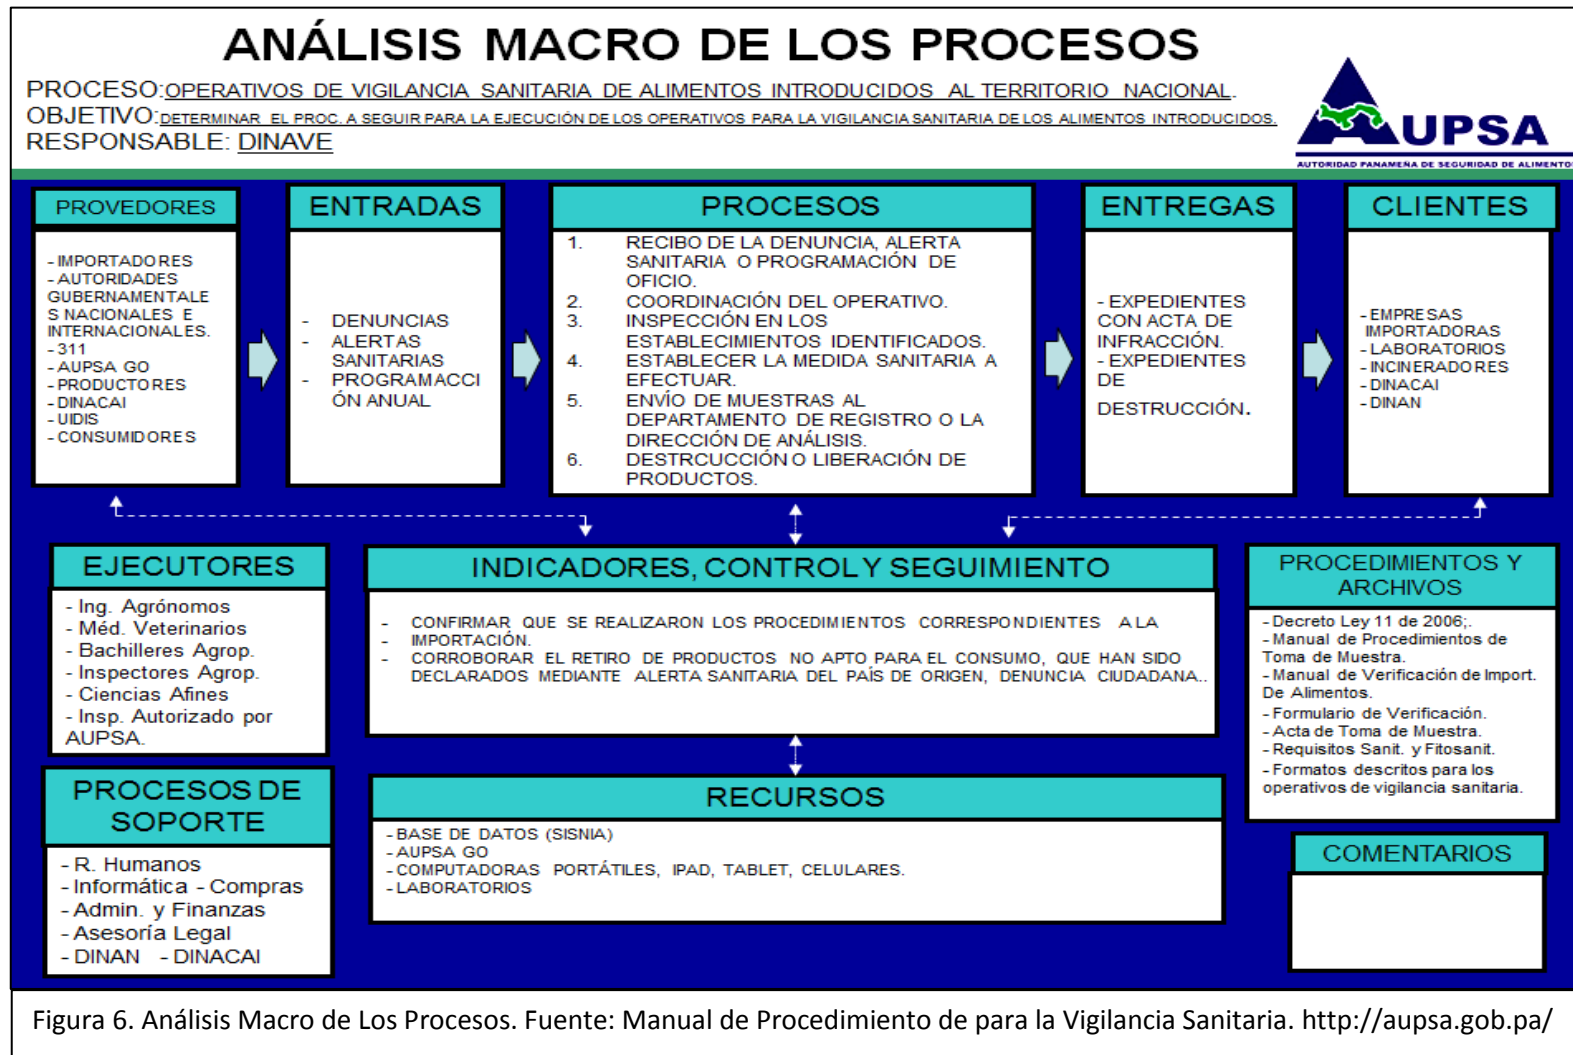 ANÁLISIS MACRO DE LOS PROCESOS
PROCESO:OPERATIVOS DE VIGILANCIA SANITARIA DE ALIMENTOS INTRODUCIDOS AL TERRITORIO NACIONAL.
OBJETIVO:DETERMINAR EL PROC. A SEGUIR PARA LA EJECUCIÓN DE LOS OPERATIVOS PARA LA VIGILANCIA SANITARIA DE LOS ALIMENTOS INTRODUCIDOS.
RESPONSABLE: DINAVE
AUPSA
AUTORIDAD PANAMEÑA DE SEGURIDAD DE ALIMENTO
PROVEDORES
- IMPORTADORES
- AUTORIDADES
GUBERNAMENTALE
S NACIONALES E
INTERNACIONALES.
- 311
- AUPSA GO
- PRODUCTORES
- DINACAI
- UIDIS
- CONSUMIDORES
ENTRADAS
- DENUNCIAS
- ALERTAS
SANITARIAS
- PROGRAMACCI
ÓN ANUAL
PROCESOS
1. RECIBO DE LA DENUNCIA, ALERTA
SANITARIA O PROGRAMACIÓN DE
OFICIO.
2. COORDINACIÓN DEL OPERATIVO.
3. INSPECCIÓN EN LOS
ESTABLECIMIENTOS IDENTIFICADOS.
4. ESTABLECER LA MEDIDA SANITARIA A
EFECTUAR.
5. ENVÍO DE MUESTRAS AL
DEPARTAMENTO DE REGISTRO O LA
DIRECCIÓN DE ANÁLISIS.
6. DESTRCUCCIÓN O LIBERACIÓN DE
PRODUCTOS.
ENTREGAS
- EXPEDIENTES
CON ACTA DE
INFRACCIÓN.
- EXPEDIENTES
DE
DESTRUCCIÓN.
CLIENTES
- EMPRESAS
IMPORTADORAS
- LABORATORIOS
- INCINERADORES
- DINACAI
- DINAN
EJECUTORES
- Ing. Agrónomos
- Méd. Veterinarios
- Bachilleres Agrop.
- Inspectores Agrop.
- Ciencias Afines
- Insp. Autorizado por
AUPSA.
INDICADORES, CONTROL Y SEGUIMIENTO
- CONFIRMAR QUE SE REALIZARON LOS PROCEDIMIENTOS CORRESPONDIENTES A LA
- IMPORTACIÓN.
- CORROBORAR EL RETIRO DE PRODUCTOS NO APTO PARA EL CONSUMO, QUE HAN SIDO
DECLARADOS MEDIANTE ALERTA SANITARIA DEL PAÍS DE ORIGEN, DENUNCIA CIUDADANA..
PROCEDIMIENTOS Y
ARCHIVOS
- Decreto Ley 11 de 2006;.
- Manual de Procedimientos de
Toma de Muestra.
- Manual de Verificación de Import.
De Alimentos.
- Formulario de Verificación.
- Acta de Toma de Muestra.
- Requisitos Sanit. y Fitosanit.
- Formatos descritos para los
operativos de vigilancia sanitaria.
PROCESOS DE
SOPORTE
- R. Humanos
- Informática - Compras
- Admin. y Finanzas
- Asesoría Legal
- DINAN - DINACAI
RECURSOS
- BASE DE DATOS (SISNIA)
- AUPSA GO
- COMPUTADORAS PORTÁTILES, IPAD, TABLET, CELULARES.
- LABORATORIOS
COMENTARIOS
Figura 6. Análisis Macro de Los Procesos. Fuente: Manual de Procedimiento de para la Vigilancia Sanitaria. http://aupsa.gob.pa/